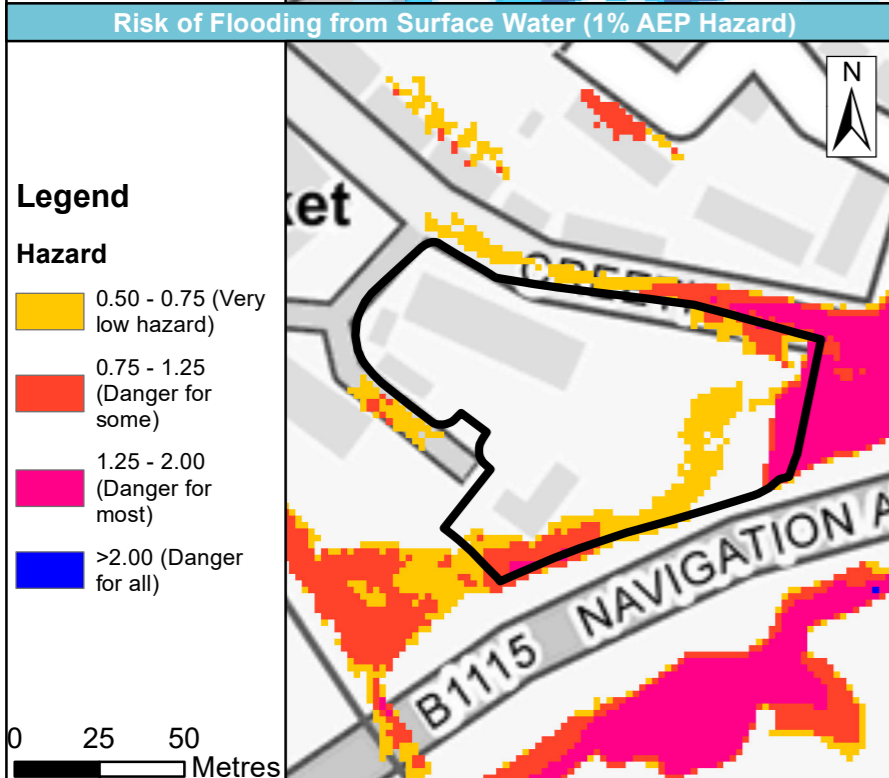 Risk of Flooding from Surface Water (1% AEP Hazard)
Legend
Hazard
0.50 - 0.75 (Very
low hazard)
0.75 - 1.25
(Danger for
some)
1.25 - 2.00
(Danger for
most)
>2.00 (Danger
for all)
0 25 50
Metres
N
ket
B1115 NAVIGATION A